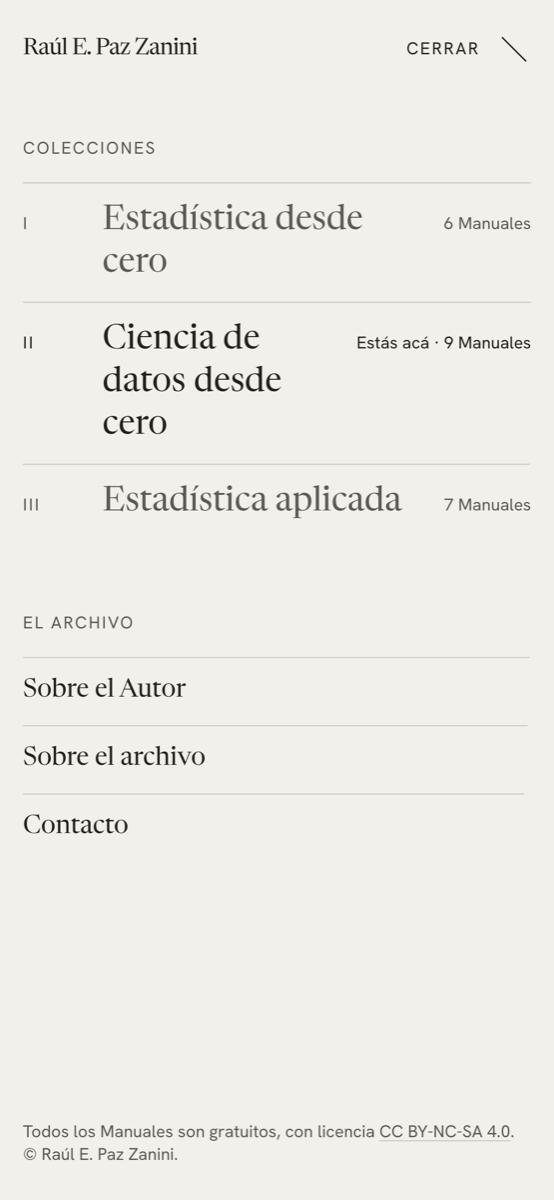 Raúl E. Paz Zanini
CERRAR
COLECCIONES
I
Estadística desde
cero
6 Manuales
II
Ciencia de
datos desde
cero
Estás acá · 9 Manuales
III
Estadística aplicada
7 Manuales
EL ARCHIVO
Sobre el Autor
Sobre el archivo
Contacto
Todos los Manuales son gratuitos, con licencia CC BY-NC-SA 4.0.
© Raúl E. Paz Zanini.